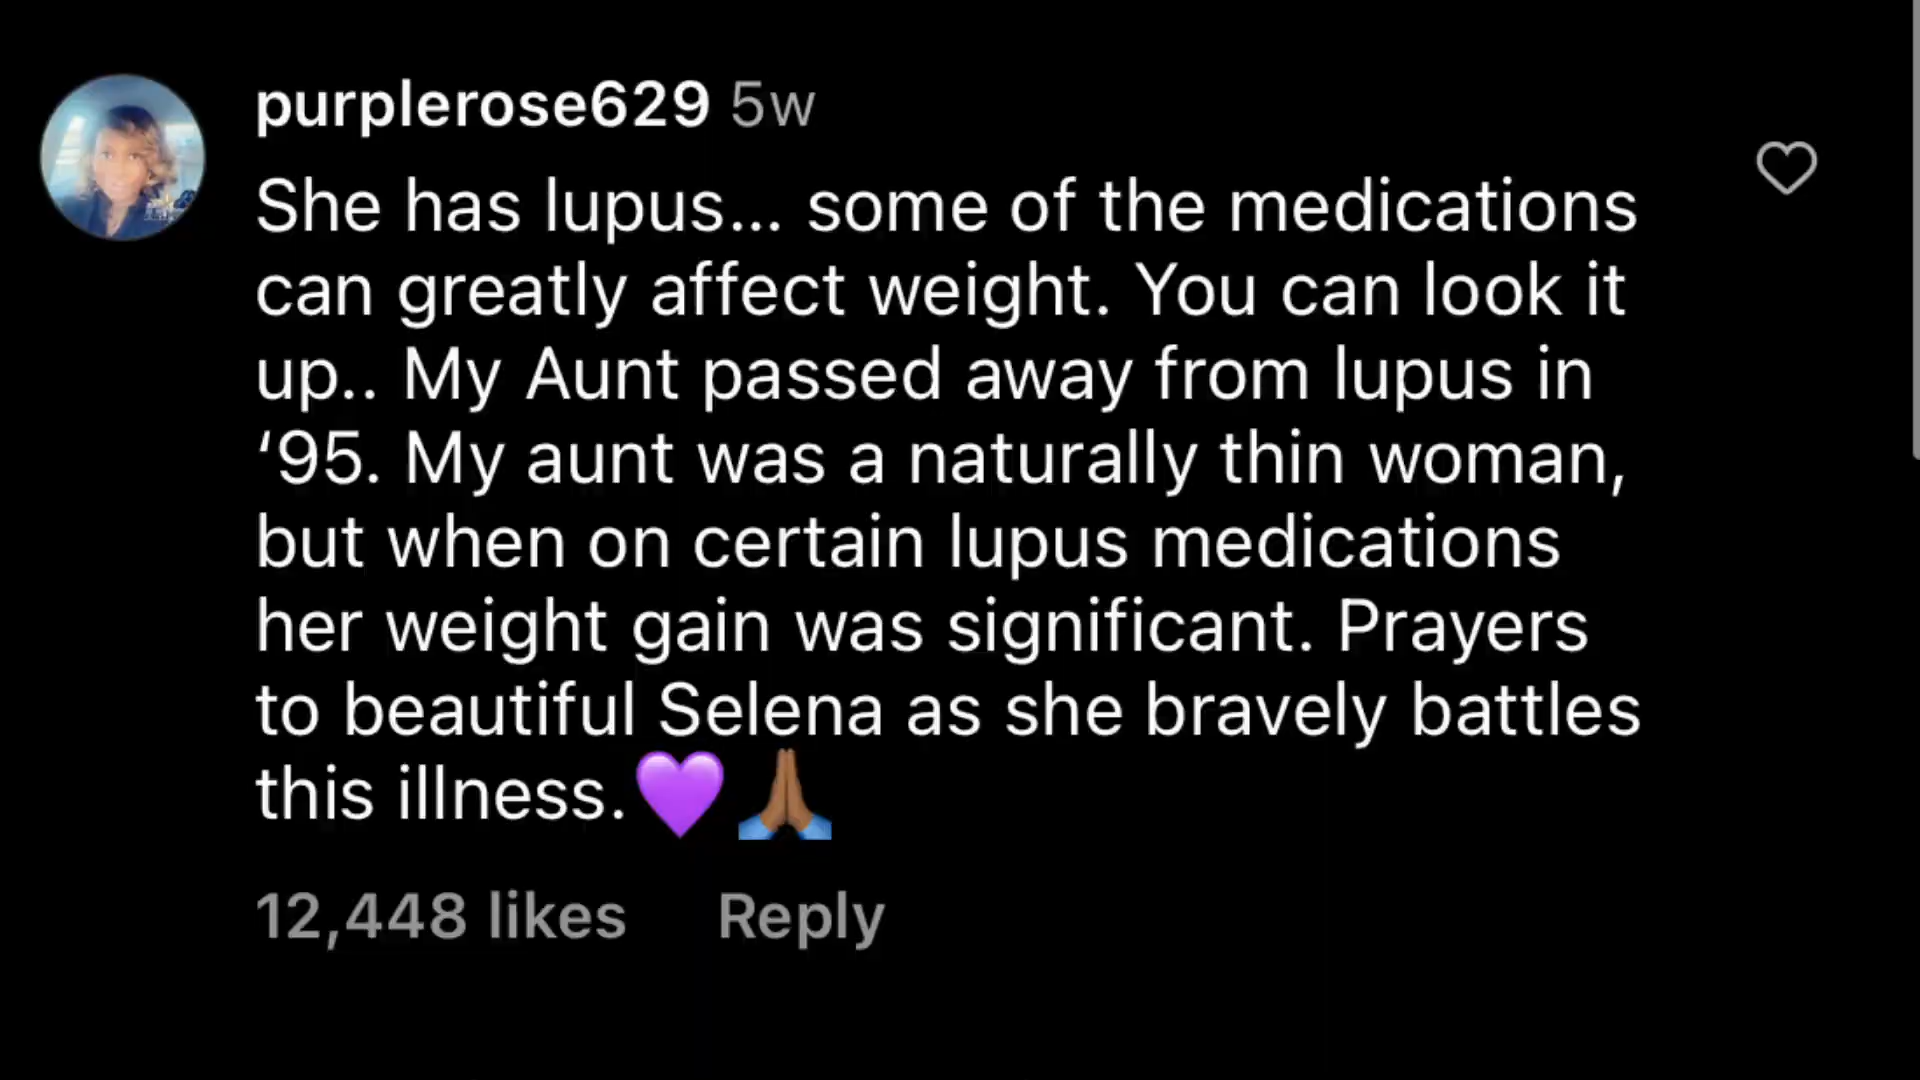 purplerose629 5w
She has lupus... some of the medications
can greatly affect weight. You can look it
up.. My Aunt passed away from lupus in
‘95. My aunt was a naturally thin woman,
but when on certain lupus medications
her weight gain was significant. Prayers
to beautiful Selena as she bravely battles
this illness.💜🙏🏾
12,448 likes Reply